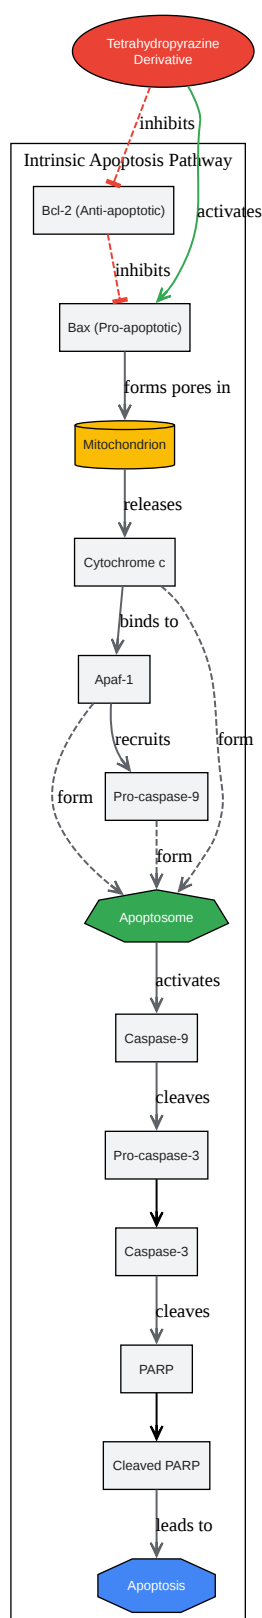 Tetrahydropyrazine
Derivative
inhibits
Intrinsic Apoptosis Pathway
Bcl-2 (Anti-apoptotic)
activates
inhibits
Bax (Pro-apoptotic)
forms pores in
Mitochondrion
releases
Cytochrome c
binds to
Apaf-1
recruits
form
form
Pro-caspase-9
form
Apoptosome
activates
Caspase-9
cleaves
Pro-caspase-3
Caspase-3
cleaves
PARP
Cleaved PARP
leads to
Apoptosis